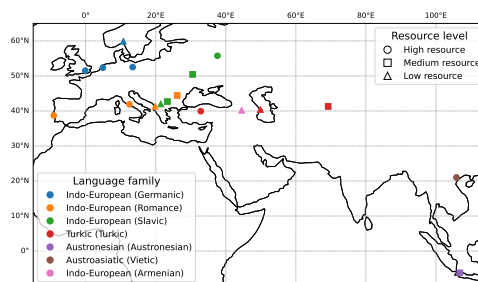 0° 20°E 40°E 60°E 80°E 100°E
60°N
50°N
40°N
30°N
20°N
10°N
0°
Resource level
High resource
Medium resource
Low resource
Language family
Indo-European (Germanic)
Indo-European (Romance)
Indo-European (Slavic)
Turkic (Turkic)
Austronesian (Austronesian)
Austroasiatic (Vietic)
Indo-European (Armenian)